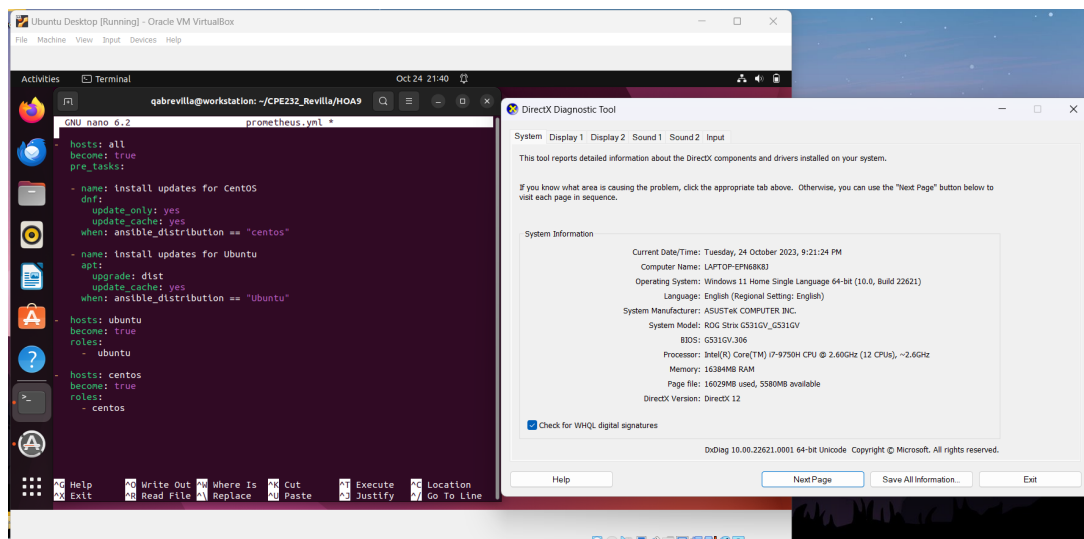 Ubuntu Desktop [Running] - Oracle VM VirtualBox
File Machine View Input Devices Help
Activities Terminal Oct 24 21:40
qabrevilla@workstation: ~/CPE232_Revilla/HOA9
GNU nano 6.2 prometheus.yml *
- hosts: all
become: true
pre_tasks:
- name: install updates for CentOS
dnf:
update_only: yes
update_cache: yes
when: ansible_distribution == "centos"
- name: install updates for Ubuntu
apt:
upgrade: dist
update_cache: yes
when: ansible_distribution == "Ubuntu"
- hosts: ubuntu
become: true
roles:
- ubuntu
- hosts: centos
become: true
roles:
- centos
^G Help ^O Write Out ^W Where Is ^K Cut ^T Execute ^C Location
^X Exit ^R Read File ^\ Replace ^U Paste ^J Justify ^/ Go To Line
DirectX Diagnostic Tool
System Display 1 Display 2 Sound 1 Sound 2 Input
This tool reports detailed information about the DirectX components and drivers installed on your system.
If you know what area is causing the problem, click the appropriate tab above. Otherwise, you can use the "Next Page" button below to
visit each page in sequence.
System Information
Current Date/Time: Tuesday, 24 October 2023, 9:21:24 PM
Computer Name: LAPTOP-EPN68K8J
Operating System: Windows 11 Home Single Language 64-bit (10.0, Build 22621)
Language: English (Regional Setting: English)
System Manufacturer: ASUSTeK COMPUTER INC.
System Model: ROG Strix G531GV_G531GV
BIOS: G531GV.306
Processor: Intel(R) Core(TM) i7-9750H CPU @ 2.60GHz (12 CPUs), ~2.6GHz
Memory: 16384MB RAM
Page file: 16029MB used, 5580MB available
DirectX Version: DirectX 12
Check for WHQL digital signatures
DxDiag 10.00.22621.0001 64-bit Unicode Copyright © Microsoft. All rights reserved.
Help Next Page Save All Information... Exit